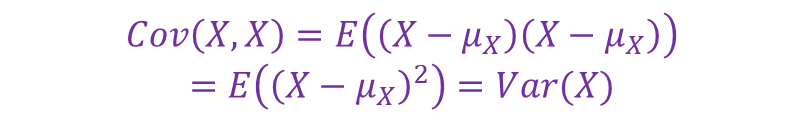 Cov(X, X) = E((X − μ_X)(X − μ_X))
= E((X − μ_X)²) = Var(X)